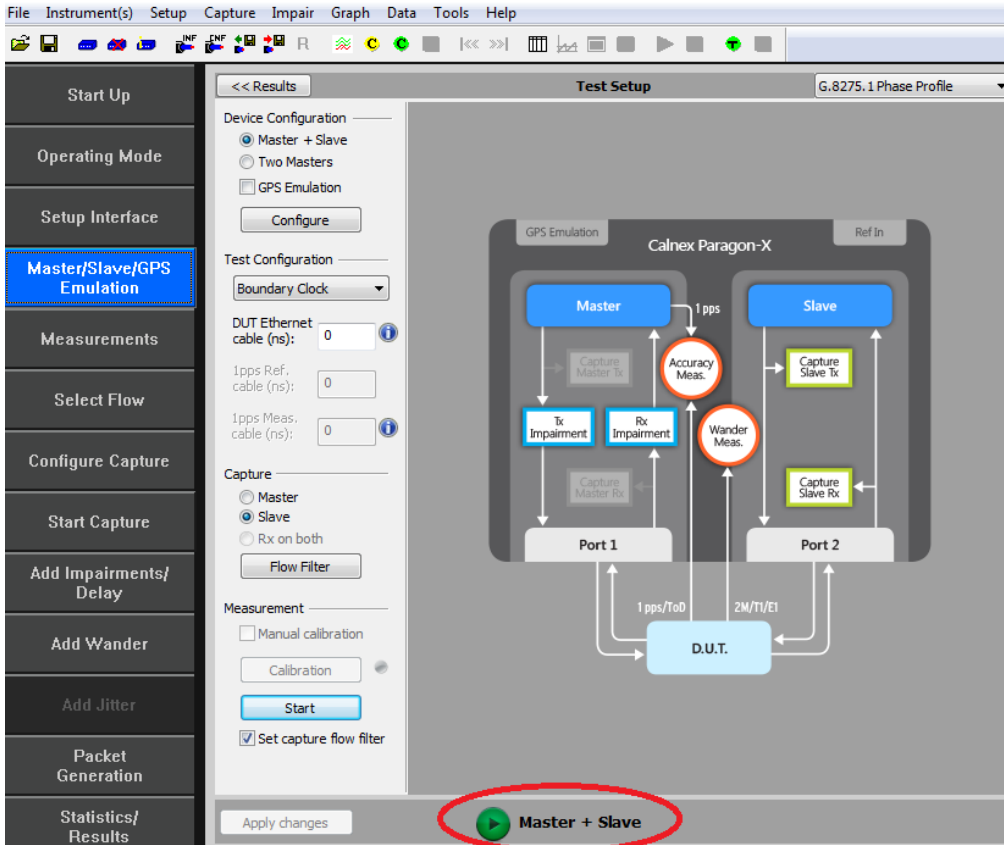 File Instrument(s) Setup Capture Impair Graph Data Tools Help
INF INF R C C T
Start Up
Operating Mode
Setup Interface
Master/Slave/GPS
Emulation
Measurements
Select Flow
Configure Capture
Start Capture
Add Impairments/
Delay
Add Wander
Add Jitter
Packet
Generation
Statistics/
Results
<< Results
Test Setup
G.8275.1 Phase Profile
Device Configuration
Master + Slave
Two Masters
GPS Emulation
Configure
Test Configuration
Boundary Clock
DUT Ethernet
cable (ns): 0
1pps Ref.
cable (ns): 0
1pps Meas.
cable (ns): 0
Capture
Master
Slave
Rx on both
Flow Filter
Measurement
Manual calibration
Calibration
Start
Set capture flow filter
Apply changes
GPS Emulation
Calnex Paragon-X
Ref In
Master
1 pps
Slave
Capture
Master Tx
Accuracy
Meas.
Capture
Slave Tx
Tx
Impairment
Rx
Impairment
Wander
Meas.
Capture
Master Rx
Capture
Slave Rx
Port 1
Port 2
1 pps/ToD
2M/T1/E1
D.U.T.
Master + Slave